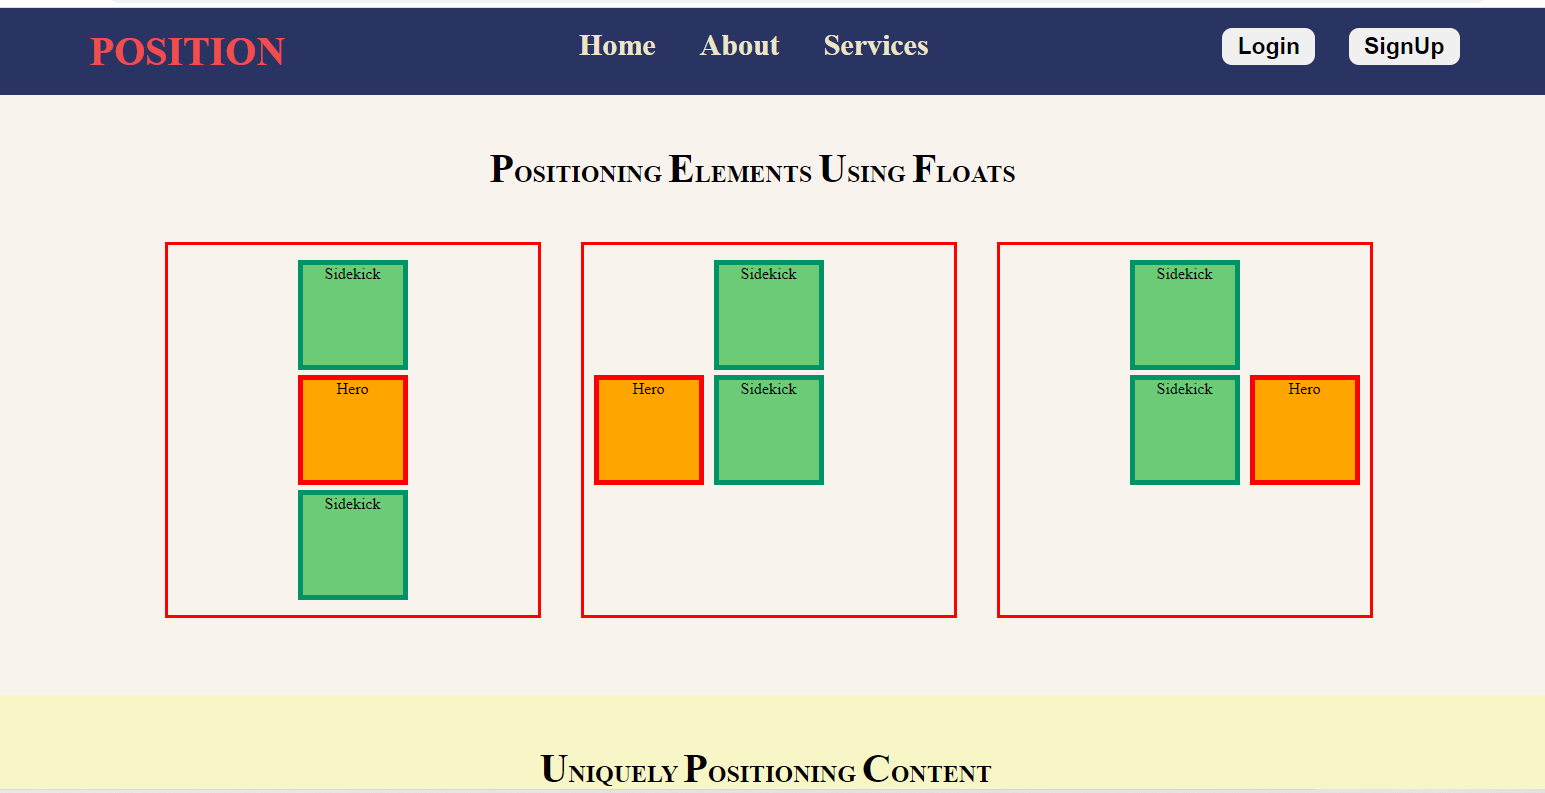 POSITION
Home About Services
Login SignUp
Positioning Elements Using Floats
Sidekick
Hero
Sidekick
Sidekick
Hero Sidekick
Sidekick
Sidekick Hero
Uniquely Positioning Content